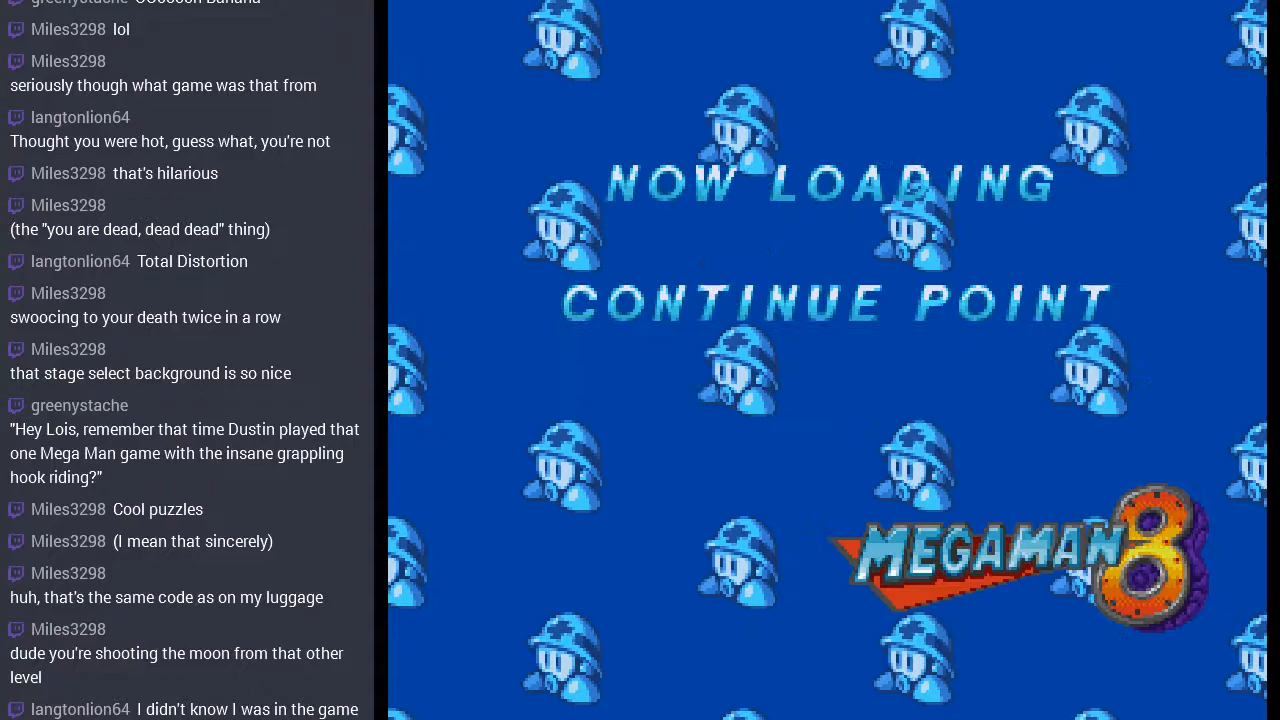 greenystache OOooooh Banana
Miles3298 lol
Miles3298
seriously though what game was that from
langtonlion64
Thought you were hot, guess what, you're not
Miles3298 that's hilarious
Miles3298
(the "you are dead, dead dead" thing)
langtonlion64 Total Distortion
Miles3298
swoocing to your death twice in a row
Miles3298
that stage select background is so nice
greenystache
"Hey Lois, remember that time Dustin played that
one Mega Man game with the insane grappling
hook riding?"
Miles3298 Cool puzzles
Miles3298 (I mean that sincerely)
Miles3298
huh, that's the same code as on my luggage
Miles3298
dude you're shooting the moon from that other
level
langtonlion64 I didn't know I was in the game
NOW LOADING
CONTINUE POINT
MEGAMAN 8